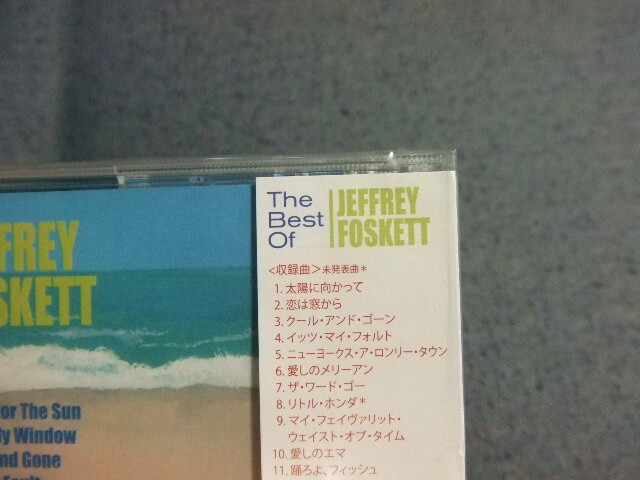 The
Best
Of
JEFFREY
FOSKETT
<収録曲>未発表曲*
1. 太陽に向かって
2. 恋は窓から
3. クール・アンド・ゴーン
4. イッツ・マイ・フォルト
5. ニューヨークス・ア・ロンリー・タウン
6. 愛しのメリーアン
7. ザ・ワード・ゴー
8. リトル・ホンダ*
9. マイ・フェイヴァリット・
ウェイスト・オブ・タイム
10. 愛しのエマ
11. 踊ろよ、フィッシュ
FREY
SKETT
or The Sun
y Window
nd Gone